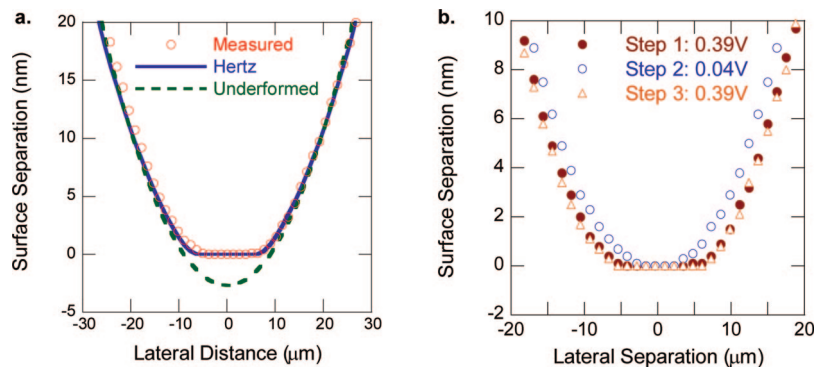 a.
Measured
Hertz
Underformed
Surface Separation (nm)
20
15
10
5
0
-5
-30
-20
-10
0
10
20
30
Lateral Distance (μm)
b.
Step 1: 0.39V
Step 2: 0.04V
Step 3: 0.39V
Surface Separation (nm)
10
8
6
4
2
0
-2
-20
-10
0
10
20
Lateral Separation (μm)